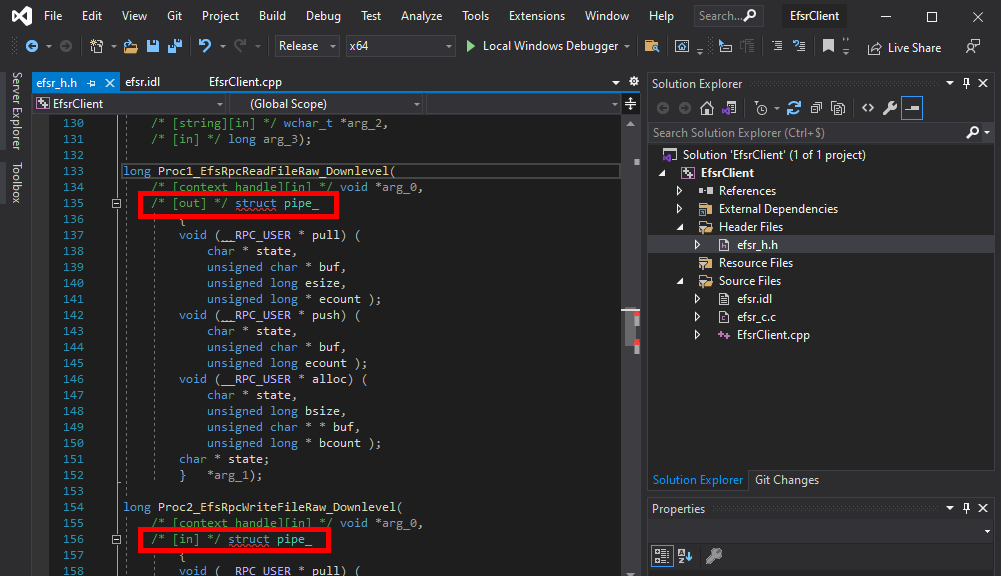 File Edit View Git Project Build Debug Test Analyze Tools Extensions Window Help Search... EfsrClient
Release x64 Local Windows Debugger Live Share
Server Explorer
Toolbox
efsr_h.h efsr.idl EfsrClient.cpp
EfsrClient (Global Scope)
130 /* [string][in] */ wchar_t *arg_2,
131 /* [in] */ long arg_3);
132
133 long Proc1_EfsRpcReadFileRaw_Downlevel(
134 /* [context_handle][in] */ void *arg_0,
135 /* [out] */ struct pipe_
136 {
137 void (__RPC_USER * pull) (
138 char * state,
139 unsigned char * buf,
140 unsigned long esize,
141 unsigned long * ecount );
142 void (__RPC_USER * push) (
143 char * state,
144 unsigned char * buf,
145 unsigned long ecount );
146 void (__RPC_USER * alloc) (
147 char * state,
148 unsigned long bsize,
149 unsigned char * * buf,
150 unsigned long * bcount );
151 char * state;
152 } *arg_1);
153
154 long Proc2_EfsRpcWriteFileRaw_Downlevel(
155 /* [context_handle][in] */ void *arg_0,
156 /* [in] */ struct pipe_
157 {
158 void (__RPC_USER * pull) (
Solution Explorer
Search Solution Explorer (Ctrl+$)
Solution 'EfsrClient' (1 of 1 project)
EfsrClient
References
External Dependencies
Header Files
efsr_h.h
Resource Files
Source Files
efsr.idl
efsr_c.c
EfsrClient.cpp
Solution Explorer Git Changes
Properties